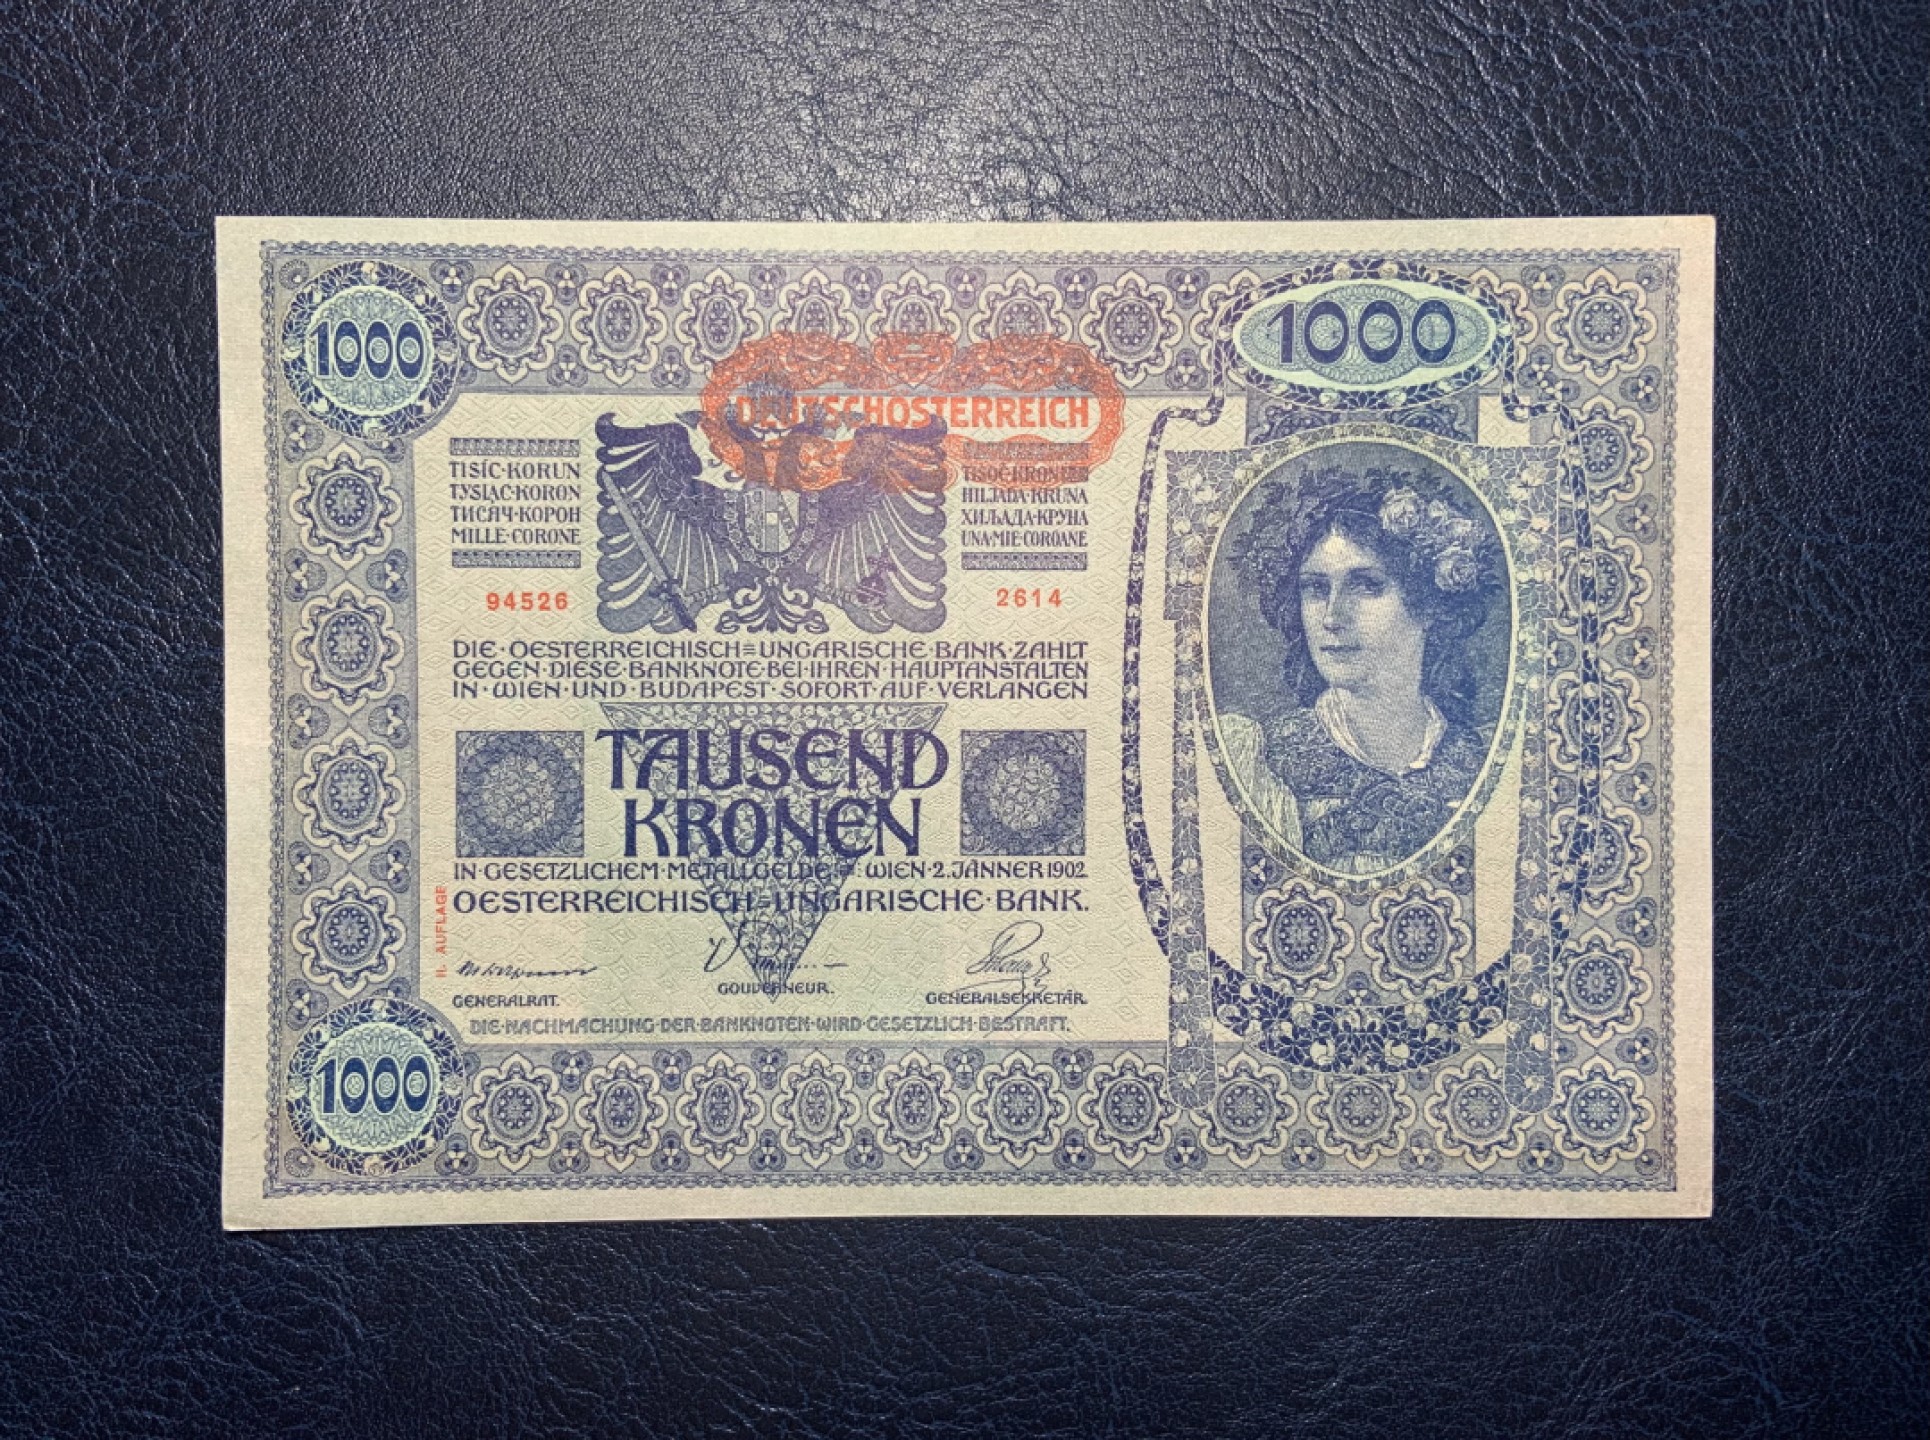 1000
1000
DEUTSCHÖSTERREICH
TISÍC·KORUN
TYSIĄC·KORON
ТИСЯЧ·КОРОН
MILLE·CORONE
TISOČ·KRON
HILJADA·KRUNA
ХИЉАДА·КРУНА
UNA·MIE·COROANE
94526
2614
DIE·OESTERREICHISCH=UNGARISCHE·BANK·ZAHLT
GEGEN·DIESE·BANKNOTE·BEI·IHREN·HAUPTANSTALTEN
IN·WIEN·UND·BUDAPEST·SOFORT·AUF·VERLANGEN
TAUSEND
KRONEN
IN·GESETZLICHEM·METALLGELDE. WIEN·2.JÄNNER 1902
OESTERREICHISCH=UNGARISCHE·BANK.
II. AUFLAGE
GENERALRAT.
GOUVERNEUR.
GENERALSEKRETÄR.
DIE·NACHMACHUNG·DER·BANKNOTEN·WIRD·GESETZLICH·BESTRAFT.
1000